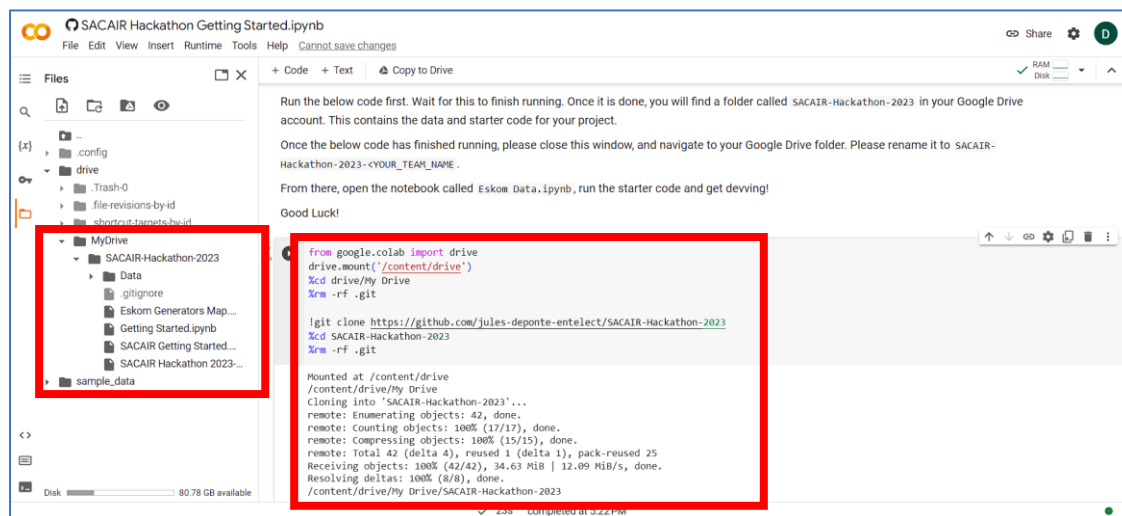 SACAIR Hackathon Getting Started.ipynb
File Edit View Insert Runtime Tools Help Cannot save changes
Share
D
Files
+ Code + Text Copy to Drive
RAM
Disk
..
.config
drive
.Trash-0
.file-revisions-by-id
.shortcut-targets-by-id
MyDrive
SACAIR-Hackathon-2023
Data
.gitignore
Eskom Generators Map....
Getting Started.ipynb
SACAIR Getting Started....
SACAIR Hackathon 2023-...
sample_data
{x}
<>
Disk 80.78 GB available
Run the below code first. Wait for this to finish running. Once it is done, you will find a folder called SACAIR-Hackathon-2023 in your Google Drive
account. This contains the data and starter code for your project.
Once the below code has finished running, please close this window, and navigate to your Google Drive folder. Please rename it to SACAIR-
Hackathon-2023-<YOUR_TEAM_NAME .
From there, open the notebook called Eskom Data.ipynb, run the starter code and get devving!
Good Luck!
from google.colab import drive
drive.mount('/content/drive')
%cd drive/My Drive
%rm -rf .git
!git clone https://github.com/jules-deponte-entelect/SACAIR-Hackathon-2023
%cd SACAIR-Hackathon-2023
%rm -rf .git
Mounted at /content/drive
/content/drive/My Drive
Cloning into 'SACAIR-Hackathon-2023'...
remote: Enumerating objects: 42, done.
remote: Counting objects: 100% (17/17), done.
remote: Compressing objects: 100% (15/15), done.
remote: Total 42 (delta 4), reused 1 (delta 1), pack-reused 25
Receiving objects: 100% (42/42), 34.63 MiB | 12.09 MiB/s, done.
Resolving deltas: 100% (8/8), done.
/content/drive/My Drive/SACAIR-Hackathon-2023
23s completed at 5:22 PM